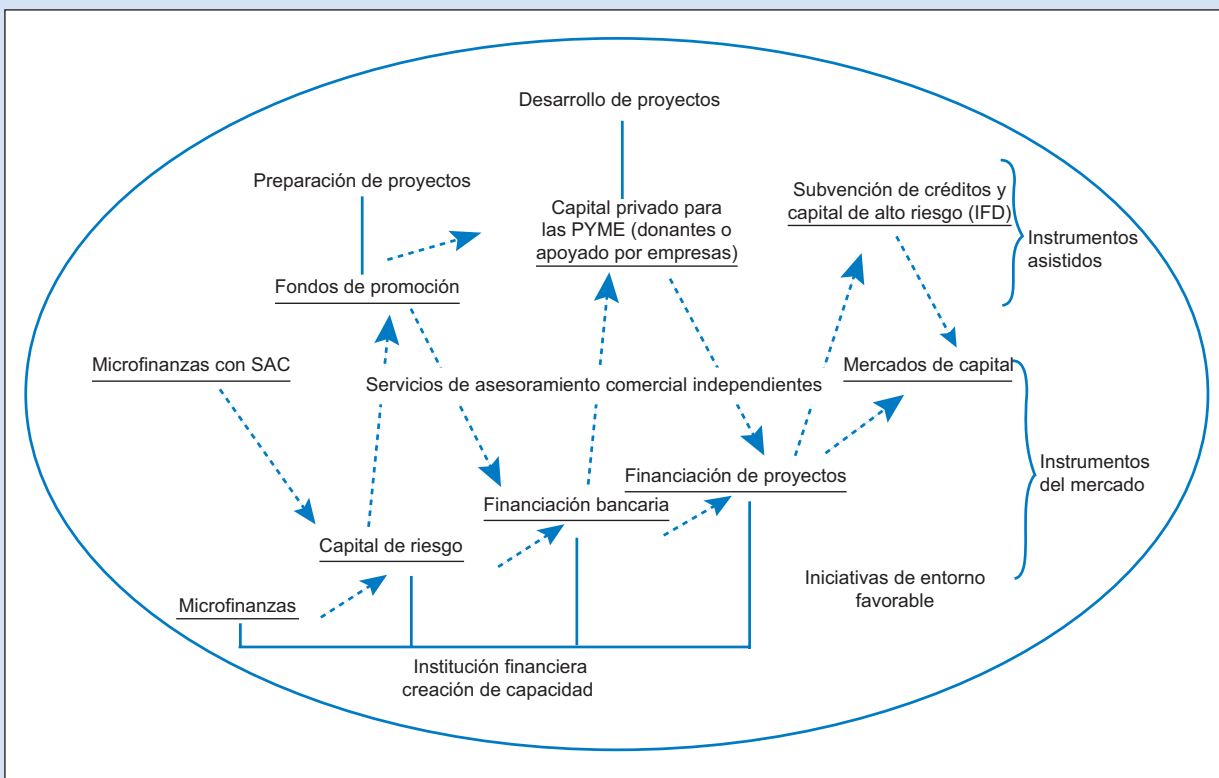 Desarrollo de proyectos
Preparación de proyectos
Subvención de créditos y
capital de alto riesgo (IFD)
Capital privado para
las PYME (donantes o
apoyado por empresas)
Instrumentos
asistidos
Fondos de promoción
Microfinanzas con SAC
Servicios de asesoramiento comercial independientes
Mercados de capital
Financiación de proyectos
Instrumentos
del mercado
Financiación bancaria
Capital de riesgo
Iniciativas de entorno
favorable
Microfinanzas
Institución financiera
creación de capacidad